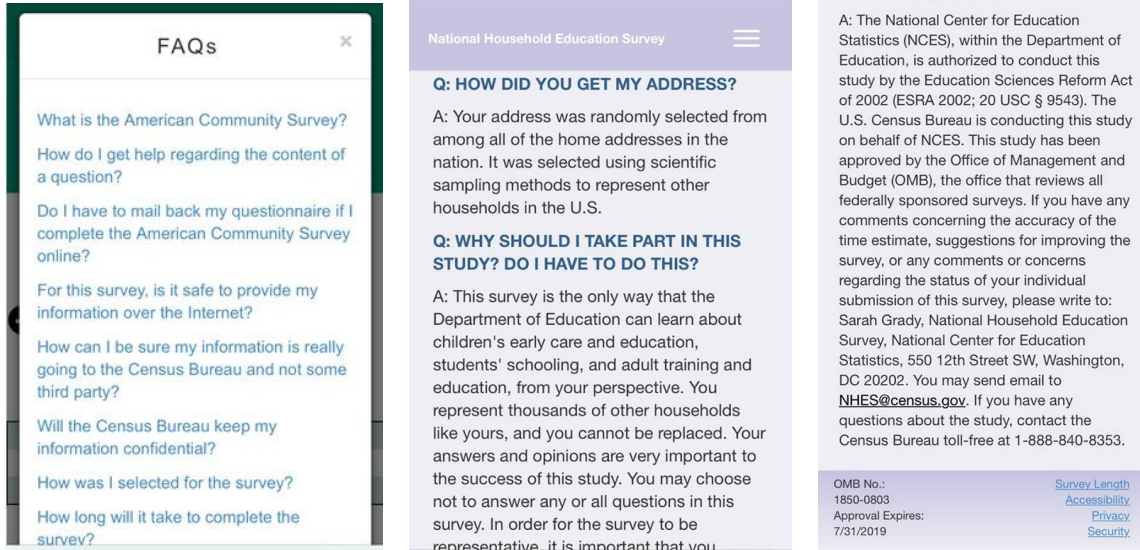 FAQs
×
What is the American Community Survey?
How do I get help regarding the content of
a question?
Do I have to mail back my questionnaire if I
complete the American Community Survey
online?
For this survey, is it safe to provide my
information over the Internet?
How can I be sure my information is really
going to the Census Bureau and not some
third party?
Will the Census Bureau keep my
information confidential?
How was I selected for the survey?
How long will it take to complete the
survey?
National Household Education Survey
Q: HOW DID YOU GET MY ADDRESS?
A: Your address was randomly selected from
among all of the home addresses in the
nation. It was selected using scientific
sampling methods to represent other
households in the U.S.
Q: WHY SHOULD I TAKE PART IN THIS
STUDY? DO I HAVE TO DO THIS?
A: This survey is the only way that the
Department of Education can learn about
children's early care and education,
students' schooling, and adult training and
education, from your perspective. You
represent thousands of other households
like yours, and you cannot be replaced. Your
answers and opinions are very important to
the success of this study. You may choose
not to answer any or all questions in this
survey. In order for the survey to be
representative, it is important that you
A: The National Center for Education
Statistics (NCES), within the Department of
Education, is authorized to conduct this
study by the Education Sciences Reform Act
of 2002 (ESRA 2002; 20 USC § 9543). The
U.S. Census Bureau is conducting this study
on behalf of NCES. This study has been
approved by the Office of Management and
Budget (OMB), the office that reviews all
federally sponsored surveys. If you have any
comments concerning the accuracy of the
time estimate, suggestions for improving the
survey, or any comments or concerns
regarding the status of your individual
submission of this survey, please write to:
Sarah Grady, National Household Education
Survey, National Center for Education
Statistics, 550 12th Street SW, Washington,
DC 20202. You may send email to
NHES@census.gov. If you have any
questions about the study, contact the
Census Bureau toll-free at 1-888-840-8353.
OMB No.:
1850-0803
Approval Expires:
7/31/2019
Survey Length
Accessibility
Privacy
Security